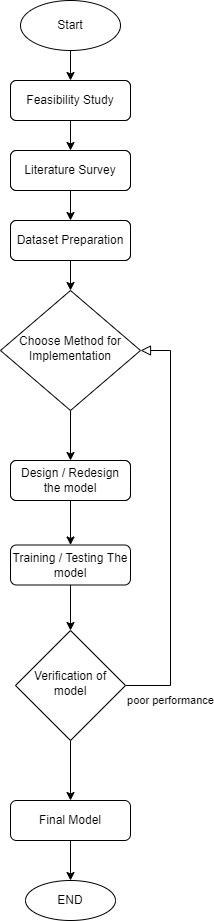 Start
Feasibility Study
Literature Survey
Dataset Preparation
Choose Method for
Implementation
Design / Redesign
the model
Training / Testing The
model
Verification of
model
poor performance
Final Model
END